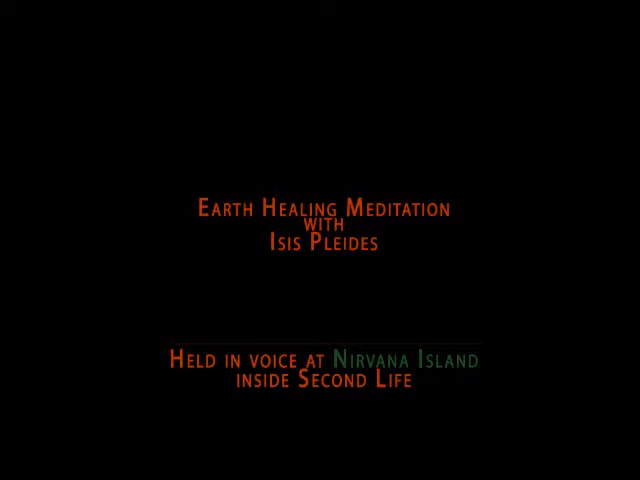 Earth Healing Meditation
with
Isis Pleides
Held in voice at Nirvana Island
inside Second Life